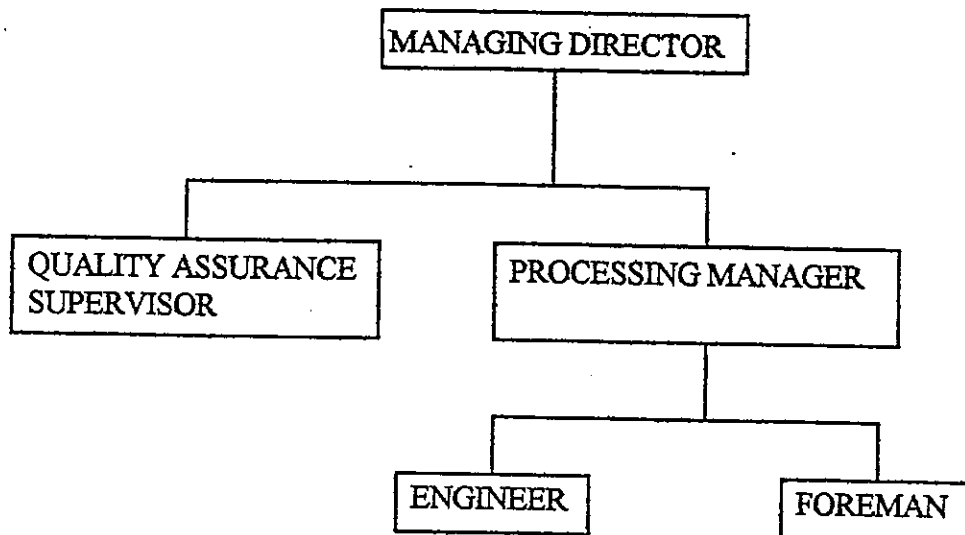 MANAGING DIRECTOR
QUALITY ASSURANCE
SUPERVISOR
PROCESSING MANAGER
ENGINEER
FOREMAN